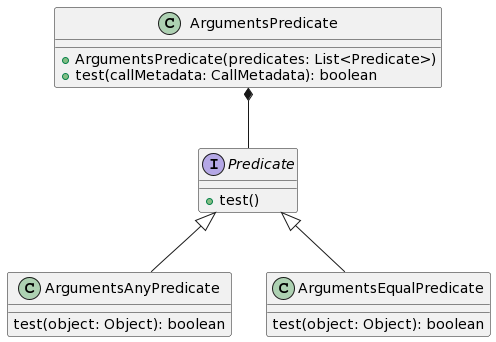 C ArgumentsPredicate
ArgumentsPredicate(predicates: List<Predicate>)
test(callMetadata: CallMetadata): boolean
I Predicate
test()
C ArgumentsAnyPredicate
test(object: Object): boolean
C ArgumentsEqualPredicate
test(object: Object): boolean